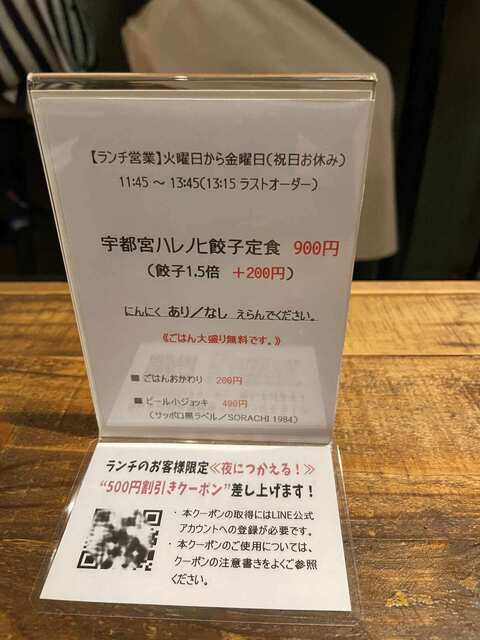 【ランチ営業】火曜日から金曜日(祝日お休み)
11:45 ～ 13:45(13:15 ラストオーダー)
宇都宮ハレノヒ餃子定食 900円
(餃子1.5倍 ＋200円)
にんにく あり／なし えらんでください。
《ごはん大盛り無料です。》
■ ごはんおかわり 200円
■ ビール小ジョッキ 490円
(サッポロ黒ラベル／SORACHI 1984)
ランチのお客様限定≪夜につかえる！≫
“500円割引きクーポン”差し上げます！
・本クーポンの取得にはLINE公式
アカウントへの登録が必要です。
・本クーポンのご使用については、
クーポンの注意書きをよくご参照
ください。